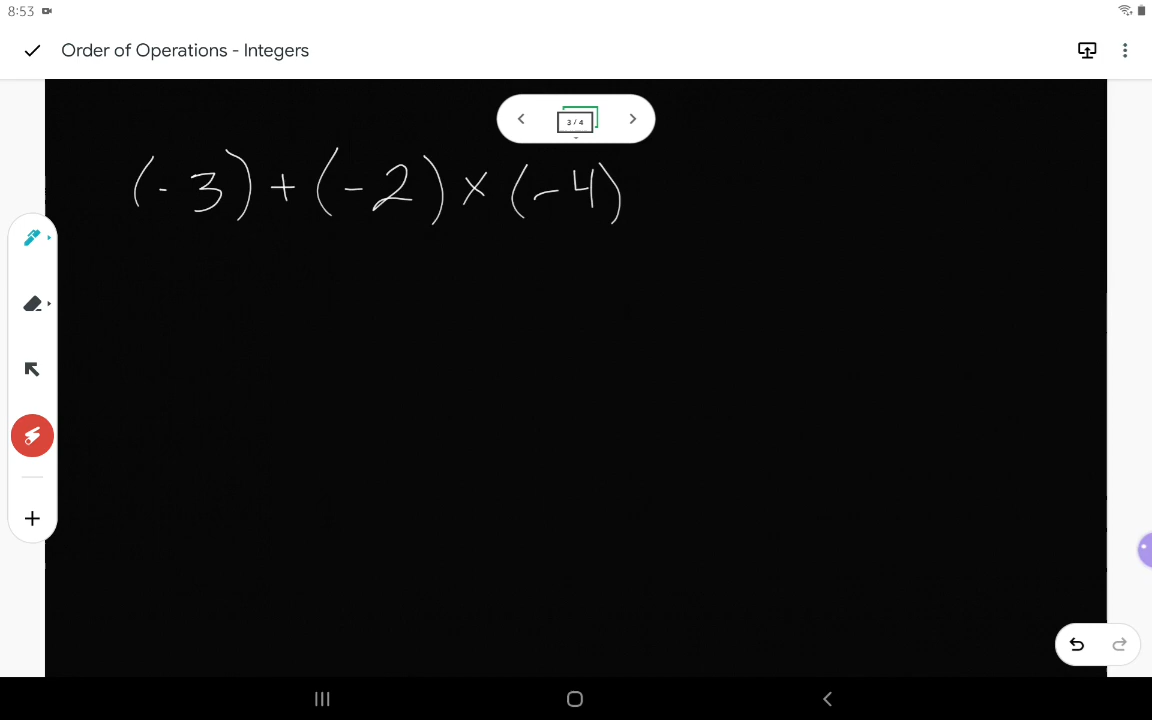 8:53
Order of Operations - Integers
3 / 4
(-3) + (-2) × (-4)